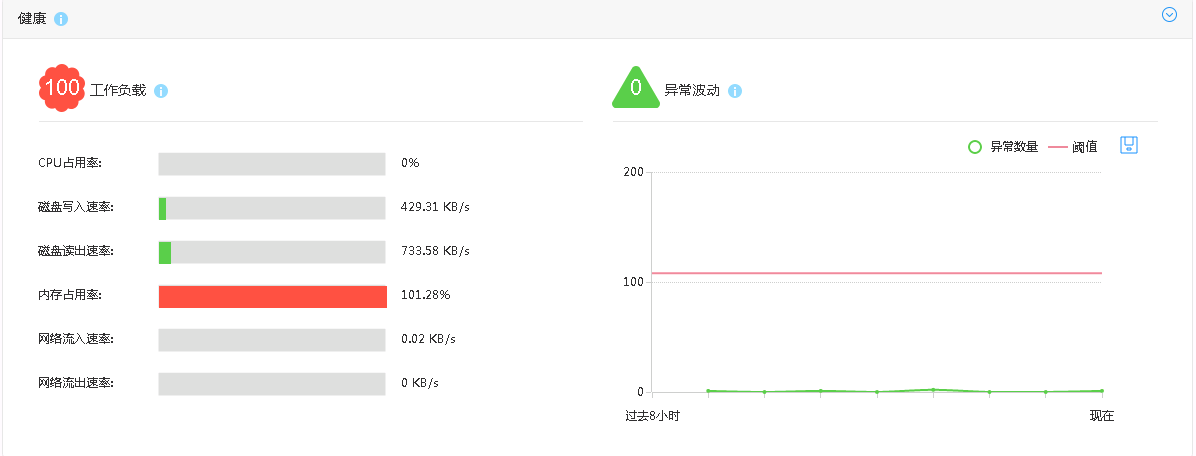 健康
100 工作负载
CPU占用率: 0%
磁盘写入速率: 429.31 KB/s
磁盘读出速率: 733.58 KB/s
内存占用率: 101.28%
网络流入速率: 0.02 KB/s
网络流出速率: 0 KB/s
0 异常波动
异常数量 阈值
200
100
0
过去8小时 现在